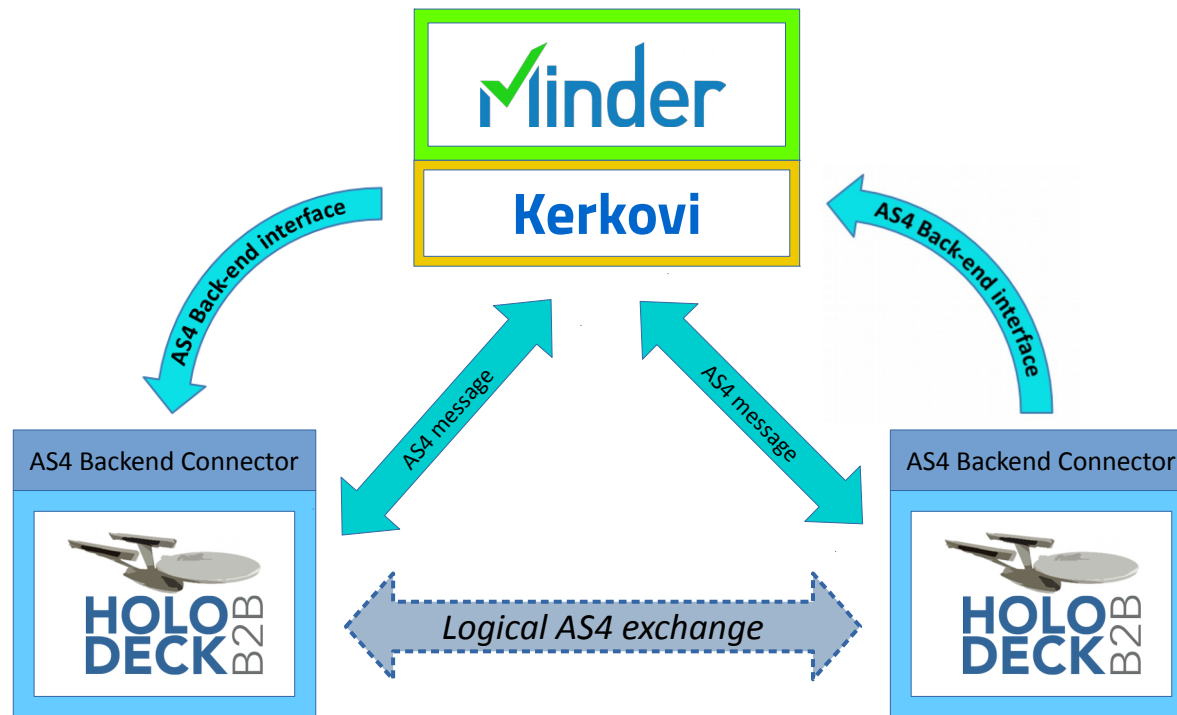 Minder
Kerkovi
AS4 Back-end interface
AS4 Back-end interface
AS4 message
AS4 message
AS4 Backend Connector
AS4 Backend Connector
HOLO
DECK
B2B
HOLO
DECK
B2B
Logical AS4 exchange